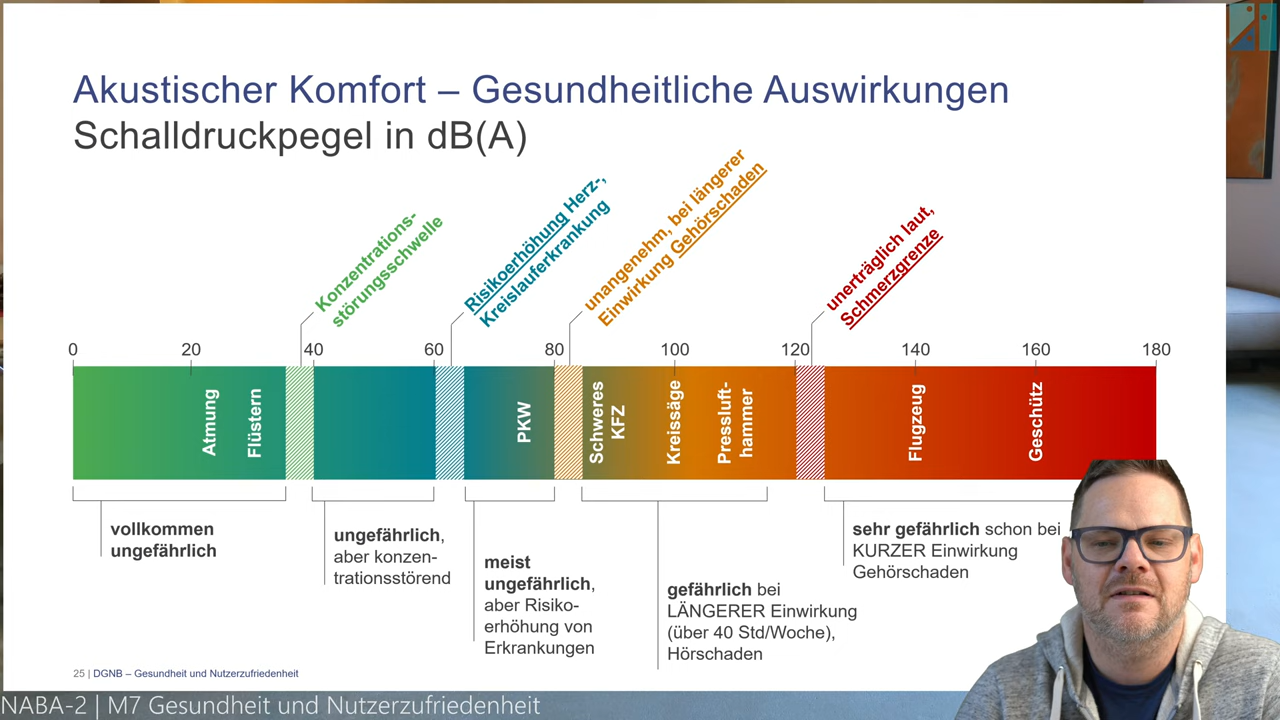 Akustischer Komfort – Gesundheitliche Auswirkungen
Schalldruckpegel in dB(A)
Konzentrations-
störungsschwelle
Risikoerhöhung Herz-,
Kreislauferkrankung
unangenehm, bei längerer
Einwirkung Gehörschaden
unerträglich laut,
Schmerzgrenze
0 20 40 60 80 100 120 140 160 180
Atmung
Flüstern
PKW
Schweres
KFZ
Kreissäge
Pressluft-
hammer
Flugzeug
Geschütz
vollkommen
ungefährlich
ungefährlich,
aber konzen-
trationsstörend
meist
ungefährlich,
aber Risiko-
erhöhung von
Erkrankungen
gefährlich bei
LÄNGERER Einwirkung
(über 40 Std/Woche),
Hörschaden
sehr gefährlich schon bei
KURZER Einwirkung
Gehörschaden
25 | DGNB – Gesundheit und Nutzerzufriedenheit
NABA-2 | M7 Gesundheit und Nutzerzufriedenheit